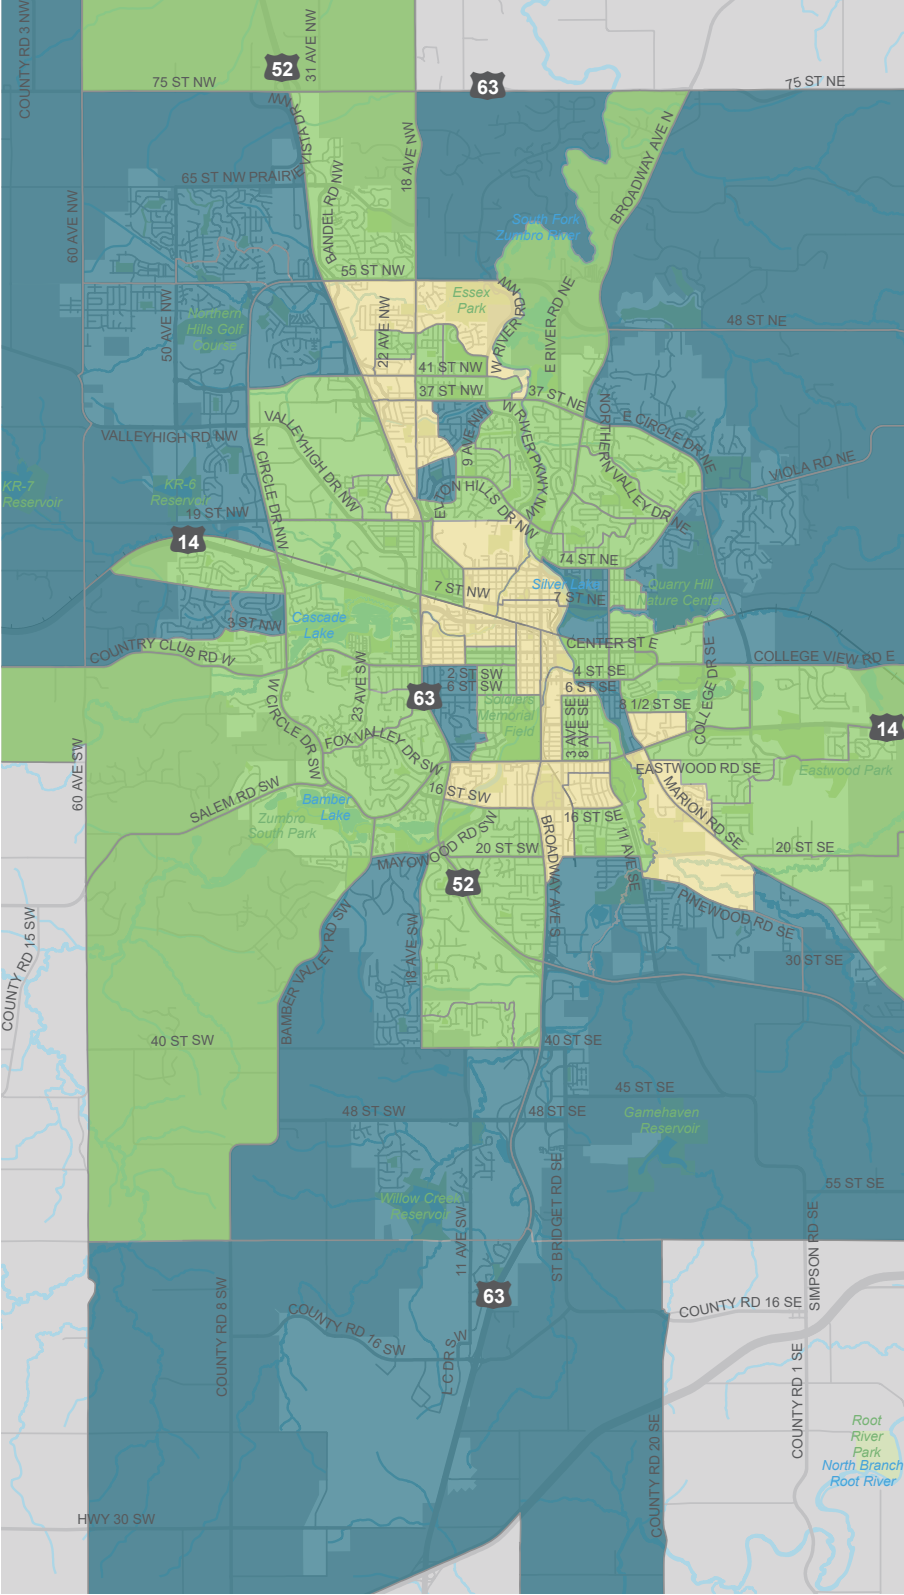 COUNTY RD 3 NW
31 AVE NW
52
63
75 ST NW
75 ST NE
W
VISTA DR NW
18 AVE NW
BROADWAY AVE N
65 ST NW PRAIRIE
BANDEL RD NW
60 AVE NW
South Fork
Zumbro River
55 ST NW
Essex
Park
W RIVER RD NW
E RIVER RD NE
50 AVE NW
Northern
Hills Golf
Course
22 AVE NW
48 ST NE
41 ST NW
37 ST NW
37 ST NE
VALLEYHIGH RD NW
VALLEYHIGH DR NW
W CIRCLE DR NW
9 AVE NW
W RIVER PKWY NW
NORTHERN VALLEY DR NE
E CIRCLE DR NE
VIOLA RD NE
KR-7
Reservoir
KR-6
Reservoir
19 ST NW
ELTON HILLS DR NW
14
14 ST NE
7 ST NW
Silver Lake
7 ST NE
Quarry Hill
Nature Center
3 ST NW
Cascade
Lake
COUNTRY CLUB RD W
CENTER ST E
COLLEGE VIEW RD E
2 ST SW
6 ST SW
4 ST SE
6 ST SE
63
23 AVE SW
W CIRCLE DR SW
FOX VALLEY DR SW
Soldiers
Memorial
Field
3 AVE SE
8 AVE SE
8 1/2 ST SE
COLLEGE DR SE
14
60 AVE SW
SALEM RD SW
Bamber
Lake
Zumbro
South Park
16 ST SW
EASTWOOD RD SE
Eastwood Park
MARION RD SE
16 ST SE
11 AVE SE
MAYOWOOD RD SW
20 ST SW
20 ST SE
BROADWAY AVE S
52
PINEWOOD RD SE
COUNTY RD 15 SW
BAMBER VALLEY RD SW
18 AVE SW
30 ST SE
40 ST SW
40 ST SE
45 ST SE
48 ST SW
48 ST SE
Gamehaven
Reservoir
Willow Creek
Reservoir
11 AVE SW
ST BRIDGET RD SE
55 ST SE
SIMPSON RD SE
63
COUNTY RD 8 SW
COUNTY RD 16 SW
COUNTY RD 16 SE
L C DR SW
COUNTY RD 1 SE
COUNTY RD 20 SE
Root
River
Park
North Branch
Root River
HWY 30 SW